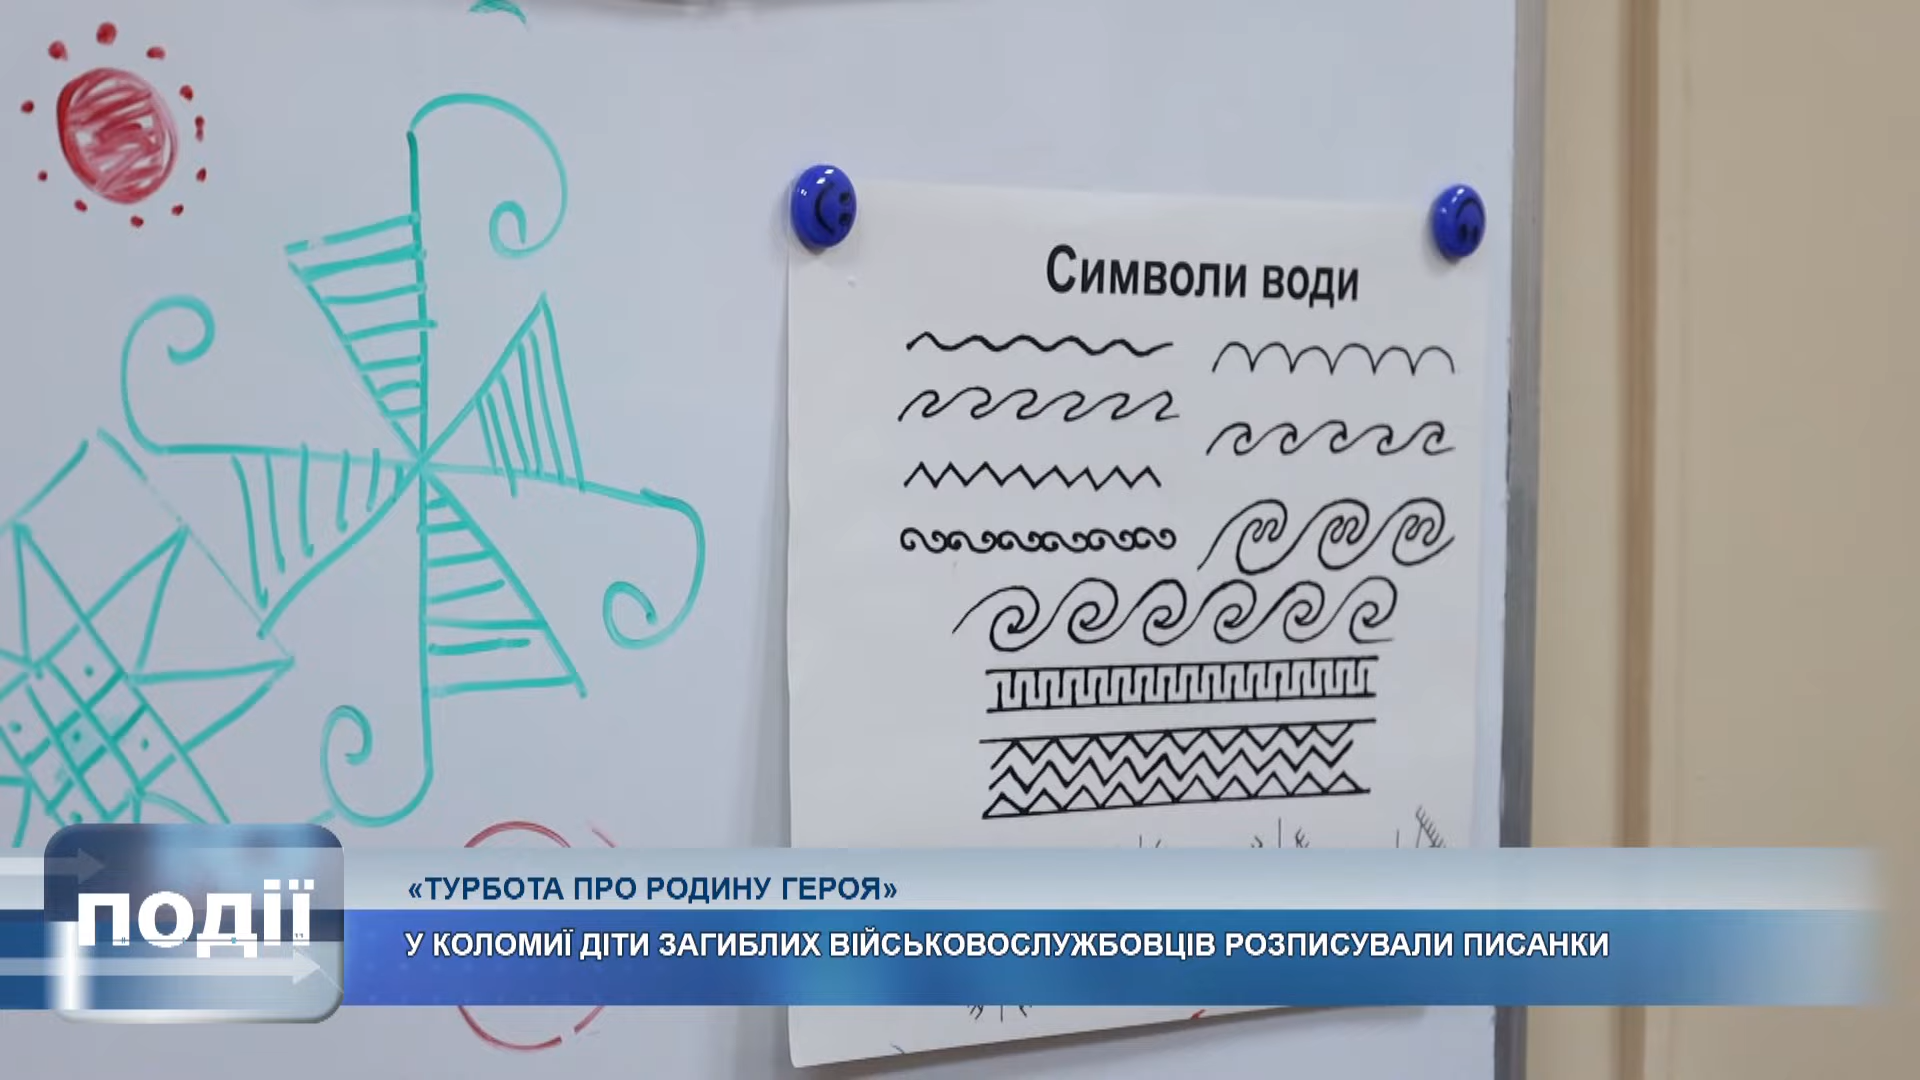 Символи води
«ТУРБОТА ПРО РОДИНУ ГЕРОЯ»
події
У КОЛОМИЇ ДІТИ ЗАГИБЛИХ ВІЙСЬКОВОСЛУЖБОВЦІВ РОЗПИСУВАЛИ ПИСАНКИ